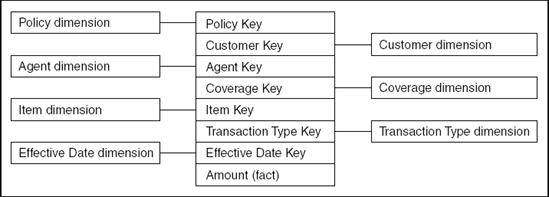 Policy dimension
Policy Key
Customer Key
Customer dimension
Agent dimension
Agent Key
Coverage Key
Coverage dimension
Item dimension
Item Key
Transaction Type Key
Transaction Type dimension
Effective Date dimension
Effective Date Key
Amount (fact)